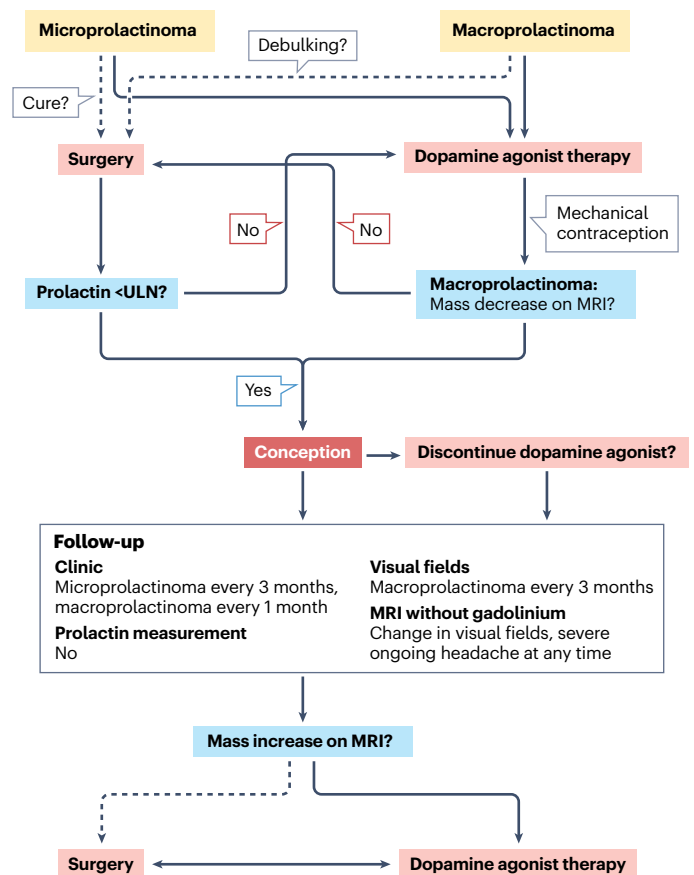 Microprolactinoma
Macroprolactinoma
Debulking?
Cure?
Surgery
Dopamine agonist therapy
No
No
Mechanical
contraception
Prolactin <ULN?
Macroprolactinoma:
Mass decrease on MRI?
Yes
Conception
Discontinue dopamine agonist?
Follow-up
Clinic
Microprolactinoma every 3 months,
macroprolactinoma every 1 month
Prolactin measurement
No
Visual fields
Macroprolactinoma every 3 months
MRI without gadolinium
Change in visual fields, severe
ongoing headache at any time
Mass increase on MRI?
Surgery
Dopamine agonist therapy